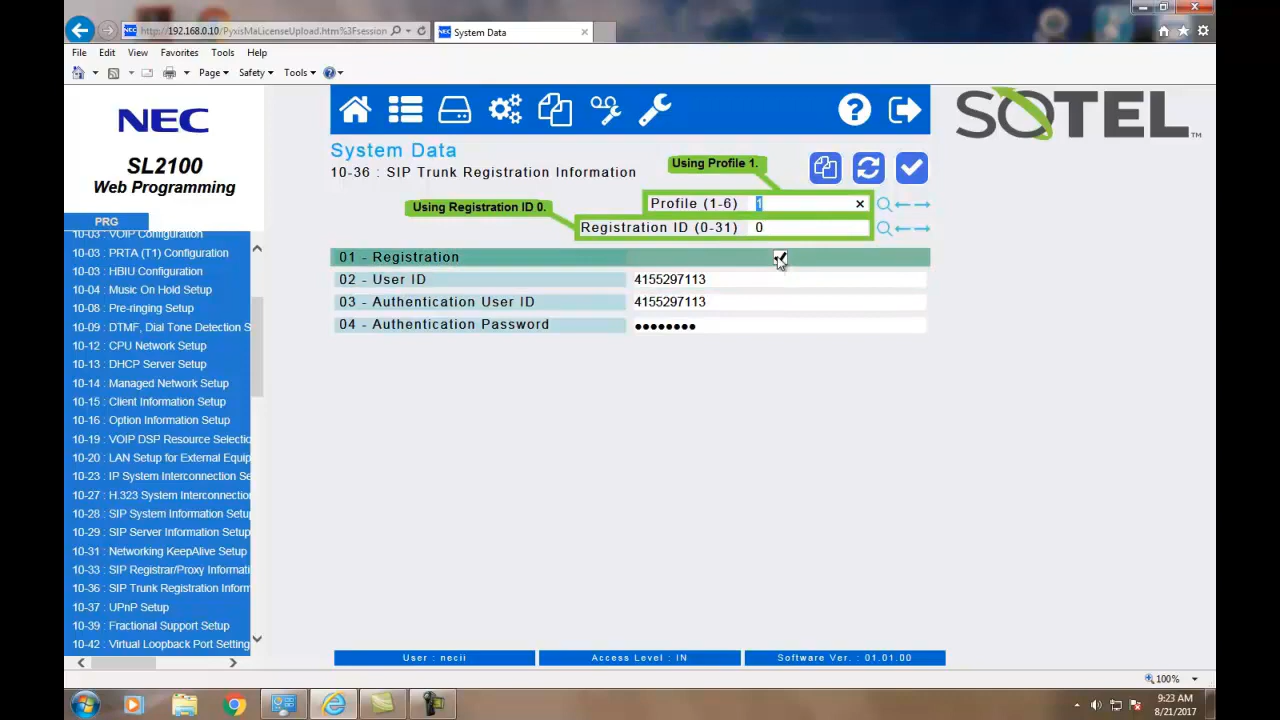 http://192.168.0.10/PyxisMaLicenseUpload.htm%3Fsession
NEC System Data
File Edit View Favorites Tools Help
Page Safety Tools
NEC
SL2100
Web Programming
PRG
10-03 : VOIP Configuration
10-03 : PRTA (T1) Configuration
10-03 : HBIU Configuration
10-04 : Music On Hold Setup
10-08 : Pre-ringing Setup
10-09 : DTMF, Dial Tone Detection S
10-12 : CPU Network Setup
10-13 : DHCP Server Setup
10-14 : Managed Network Setup
10-15 : Client Information Setup
10-16 : Option Information Setup
10-19 : VOIP DSP Resource Selectio
10-20 : LAN Setup for External Equip
10-23 : IP System Interconnection Se
10-27 : H.323 System Interconnection
10-28 : SIP System Information Setu
10-29 : SIP Server Information Setup
10-31 : Networking KeepAlive Setup
10-33 : SIP Registrar/Proxy Informati
10-36 : SIP Trunk Registration Inform
10-37 : UPnP Setup
10-39 : Fractional Support Setup
10-42 : Virtual Loopback Port Setting
SOTEL™
System Data
10-36 : SIP Trunk Registration Information
Using Profile 1.
Profile (1-6) 1
Using Registration ID 0.
Registration ID (0-31) 0
01 - Registration
02 - User ID 4155297113
03 - Authentication User ID 4155297113
04 - Authentication Password ●●●●●●●●
User : necii Access Level : IN Software Ver. : 01.01.00
100%
9:23 AM
8/21/2017